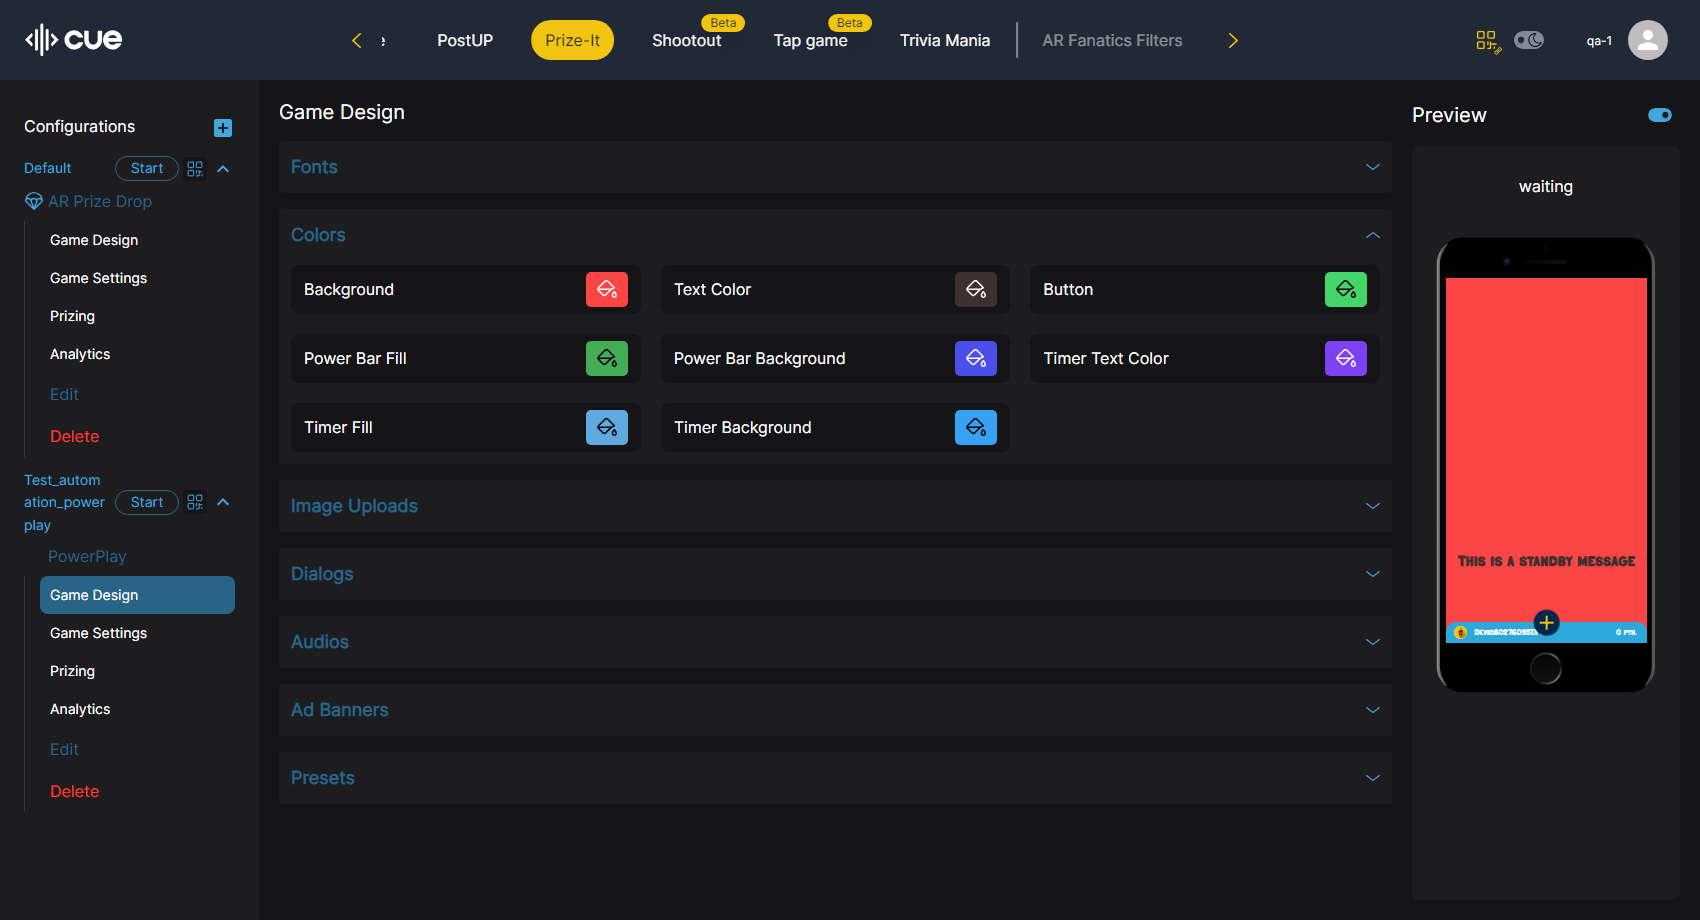 cue
PostUP
Prize-It
Beta
Shootout
Beta
Tap game
Trivia Mania
AR Fanatics Filters
qa-1
Configurations
Default
Start
AR Prize Drop
Game Design
Game Settings
Prizing
Analytics
Edit
Delete
Test_autom
ation_power
play
Start
PowerPlay
Game Design
Game Settings
Prizing
Analytics
Edit
Delete
Game Design
Fonts
Colors
Background
Text Color
Button
Power Bar Fill
Power Bar Background
Timer Text Color
Timer Fill
Timer Background
Image Uploads
Dialogs
Audios
Ad Banners
Presets
Preview
waiting
This is a standby message
0 pts.